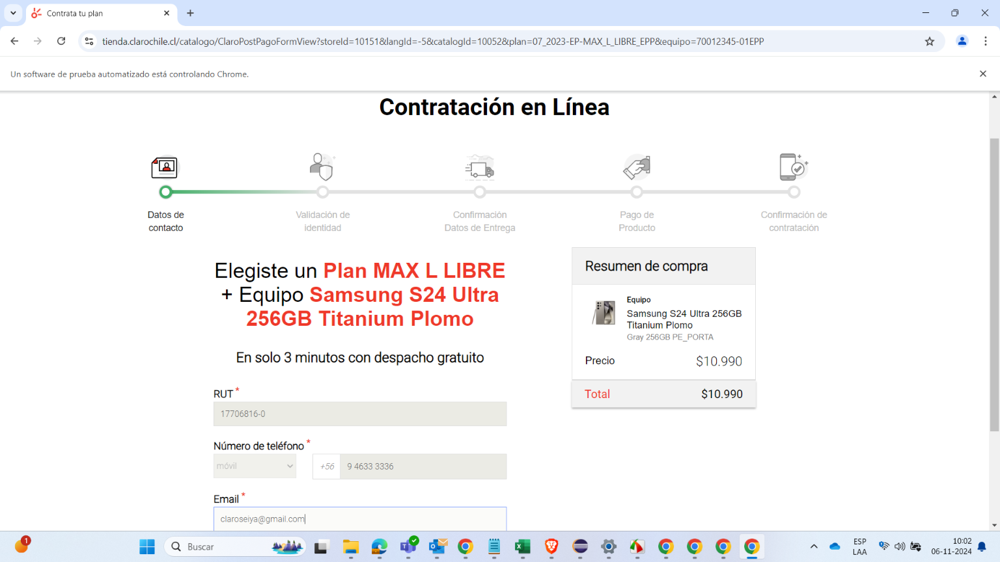 Contrata tu plan
tienda.clarochile.cl/catalogo/ClaroPostPagoFormView?storeId=10151&langId=-5&catalogId=10052&plan=07_2023-EP-MAX_L_LIBRE_EPP&equipo=70012345-01EPP
Un software de prueba automatizado está controlando Chrome.
Contratación en Línea
Datos de
contacto
Validación de
identidad
Confirmación
Datos de Entrega
Pago de
Producto
Confirmación de
contratación
Elegiste un Plan MAX L LIBRE
+ Equipo Samsung S24 Ultra
256GB Titanium Plomo
En solo 3 minutos con despacho gratuito
RUT *
17706816-0
Número de teléfono *
móvil
+56
9 4633 3336
Email *
claroseiya@gmail.com
Resumen de compra
Equipo
Samsung S24 Ultra 256GB
Titanium Plomo
Gray 256GB PE_PORTA
Precio $10.990
Total $10.990
1
Buscar
ESP
LAA
10:02
06-11-2024